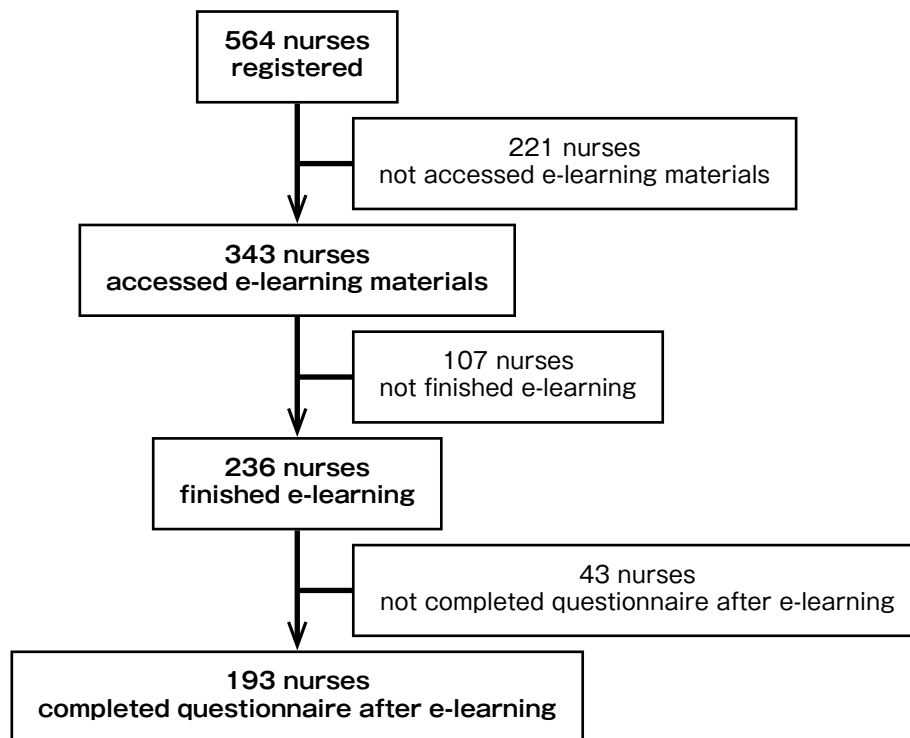 564 nurses
registered
221 nurses
not accessed e-learning materials
343 nurses
accessed e-learning materials
107 nurses
not finished e-learning
236 nurses
finished e-learning
43 nurses
not completed questionnaire after e-learning
193 nurses
completed questionnaire after e-learning